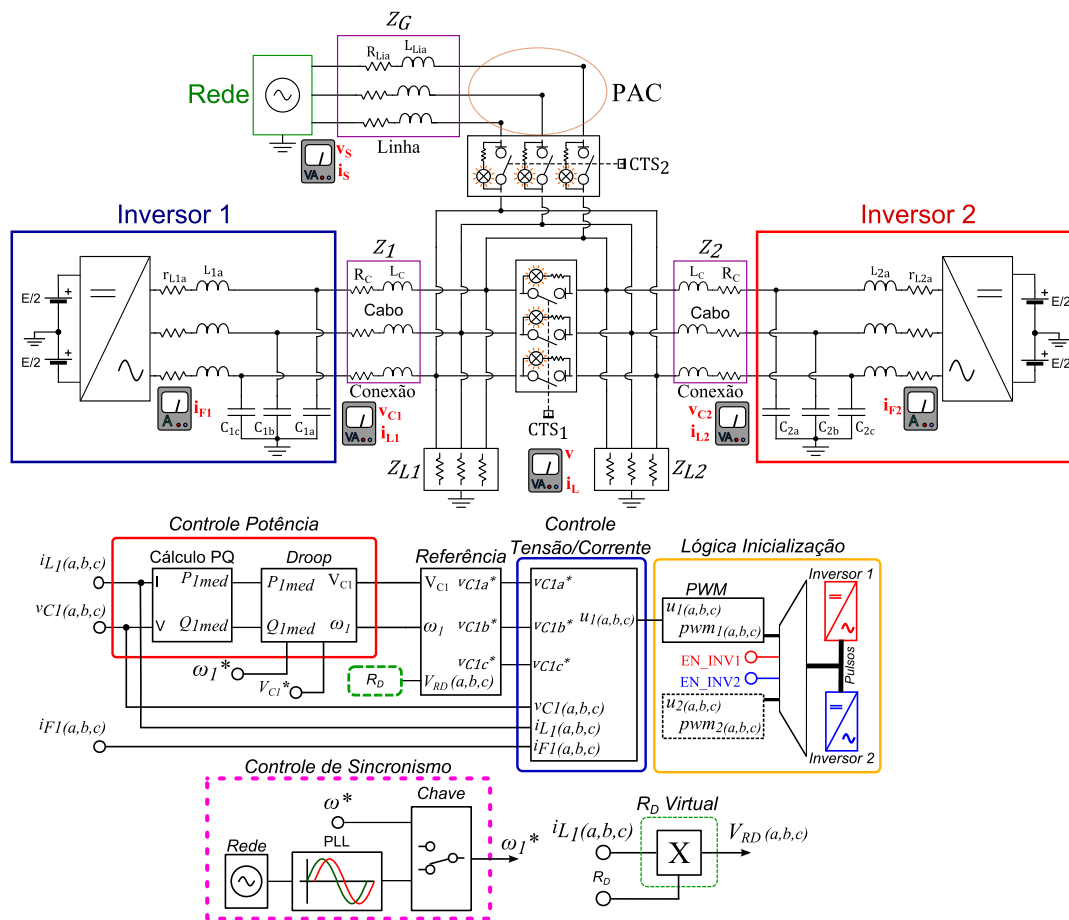 Z_G
R_Lia L_Lia
Rede
PAC
Linha
v_S
i_S
VA
CTS_2
Inversor 1
Inversor 2
Z_1
Z_2
r_L1a L_1a
R_C L_C
L_C R_C
L_2a r_L2a
E/2
+
Cabo
Cabo
E/2
+
E/2
+
E/2
+
Conexão
Conexão
i_F1
A
C_1c C_1b C_1a
v_C1
i_L1
VA
CTS_1
v_C2
i_L2
VA
i_F2
A
C_2a C_2b C_2c
Z_L1
v
i_L
VA
Z_L2
Controle Potência
Controle
Tensão/Corrente
Lógica Inicialização
i_L1(a,b,c)
Cálculo PQ
Droop
Referência
Inversor 1
I P_1med
P_1med V_C1
V_C1 v_C1a*
v_C1a*
PWM
v_C1(a,b,c)
V Q_1med
Q_1med ω_1
ω_1 v_C1b*
v_C1b*
u_1(a,b,c)
u_1(a,b,c)
pwm_1(a,b,c)
ω_1*
V_C1*
R_D
v_C1c*
V_RD(a,b,c)
v_C1c*
EN_INV1
EN_INV2
Pulsos
u_2(a,b,c)
pwm_2(a,b,c)
v_C1(a,b,c)
i_L1(a,b,c)
i_F1(a,b,c)
i_F1(a,b,c)
Inversor 2
Controle de Sincronismo
ω*
Chave
Rede
PLL
ω_1*
R_D Virtual
i_L1(a,b,c)
X
V_RD(a,b,c)
R_D